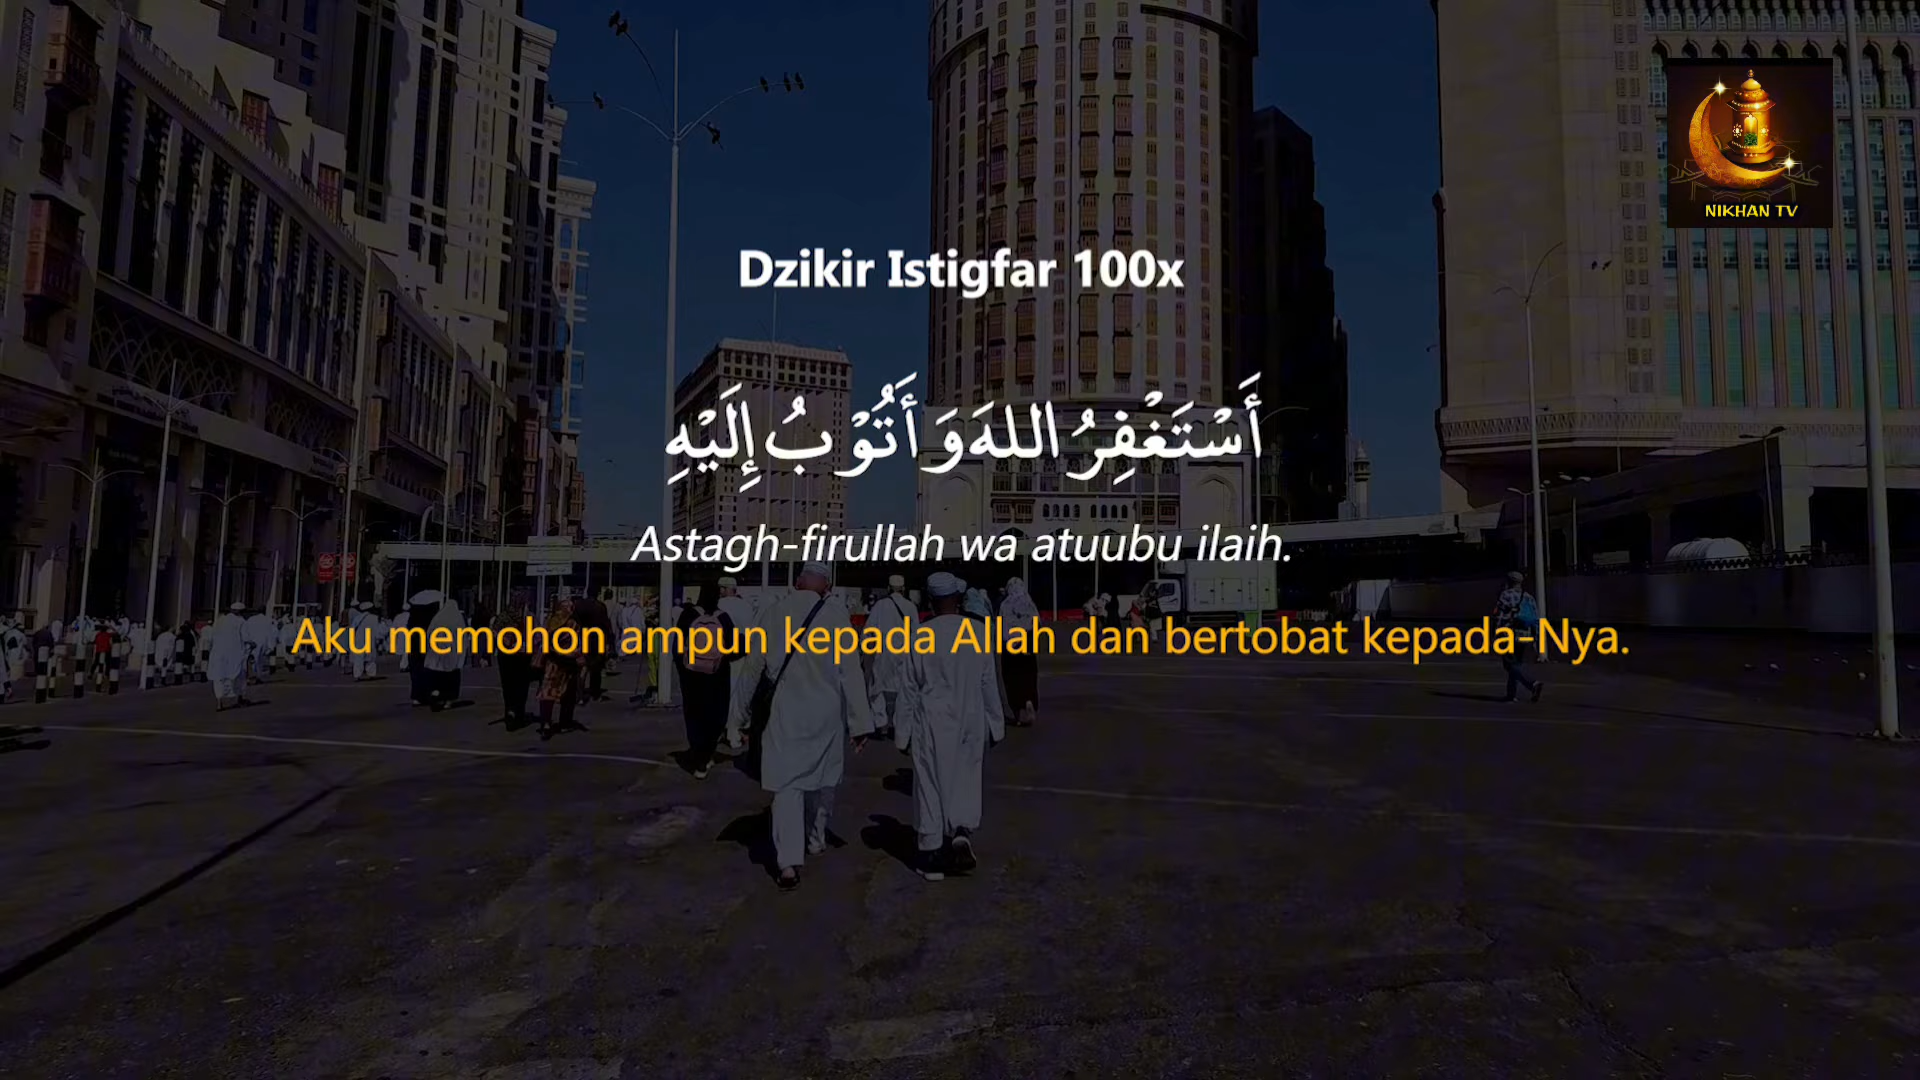 NIKHAN TV
Dzikir Istigfar 100x
أَسْتَغْفِرُ اللهَ وَ أَتُوْبُ إِلَيْهِ
Astagh-firullah wa atuubu ilaih.
Aku memohon ampun kepada Allah dan bertobat kepada-Nya.